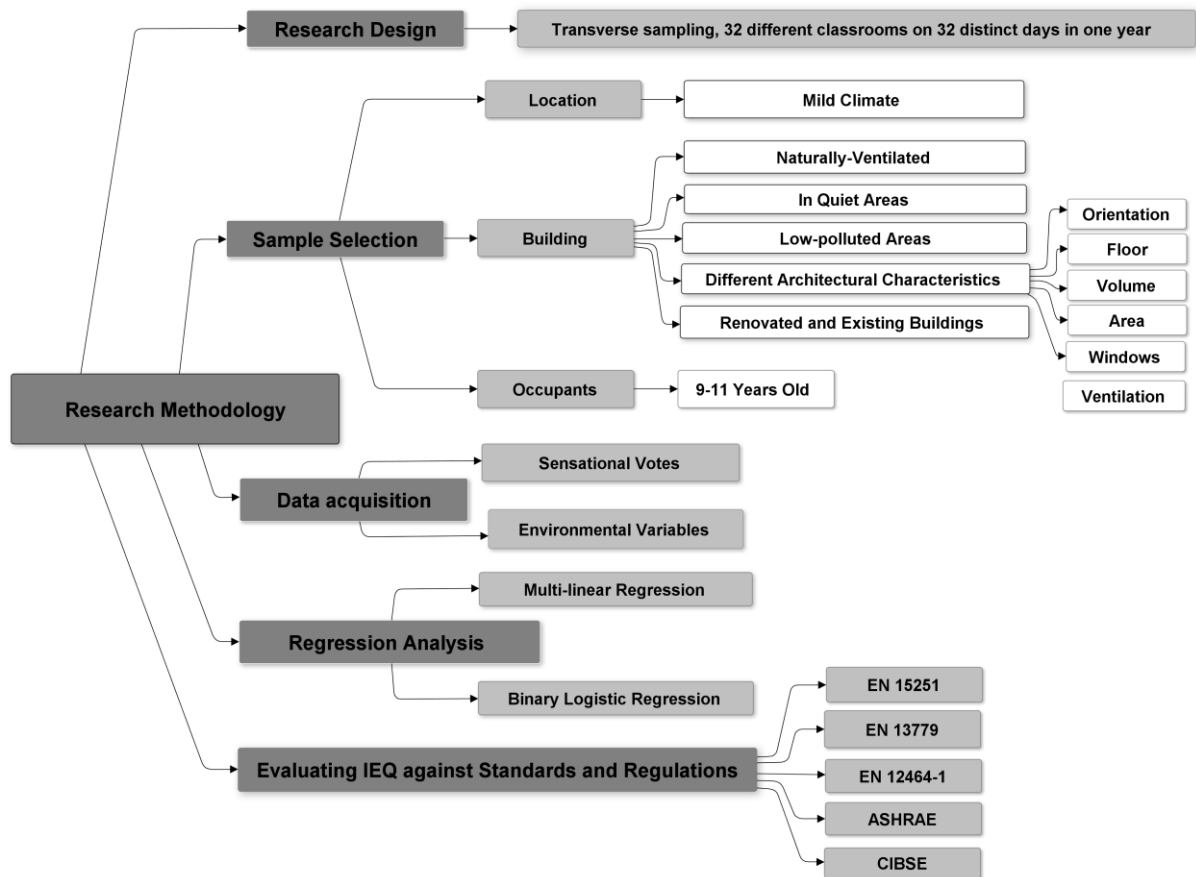 Research Design
Transverse sampling, 32 different classrooms on 32 distinct days in one year
Location
Mild Climate
Naturally-Ventilated
In Quiet Areas
Orientation
Sample Selection
Building
Low-polluted Areas
Floor
Different Architectural Characteristics
Volume
Renovated and Existing Buildings
Area
Windows
Occupants
9-11 Years Old
Ventilation
Research Methodology
Sensational Votes
Data acquisition
Environmental Variables
Multi-linear Regression
Regression Analysis
Binary Logistic Regression
EN 15251
EN 13779
Evaluating IEQ against Standards and Regulations
EN 12464-1
ASHRAE
CIBSE